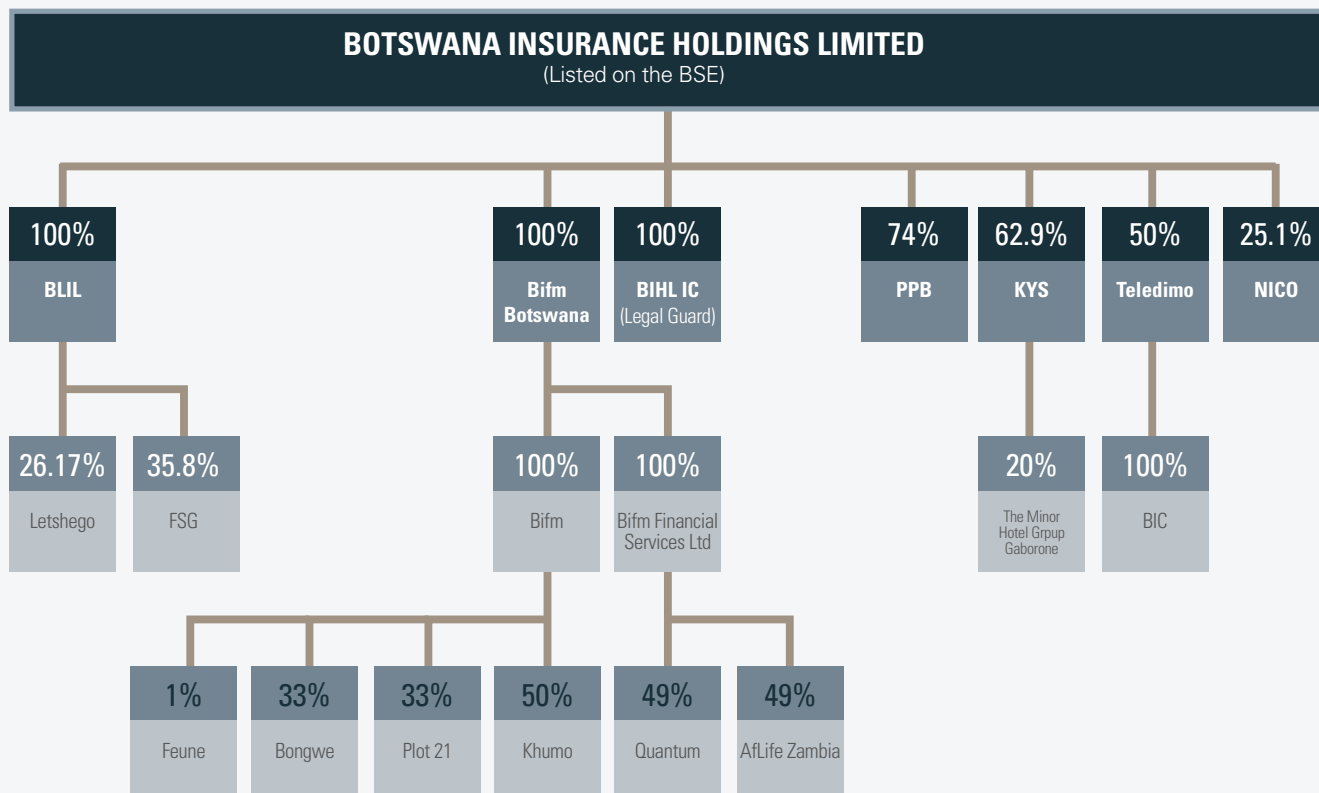 BOTSWANA INSURANCE HOLDINGS LIMITED
(Listed on the BSE)
100%
BLIL
100%
Bifm
Botswana
100%
BIHL IC
(Legal Guard)
74%
PPB
62.9%
KYS
50%
Teledimo
25.1%
NICO
26.17%
Letshego
35.8%
FSG
100%
Bifm
100%
Bifm Financial
Services Ltd
20%
The Minor
Hotel Grpup
Gaborone
100%
BIC
1%
Feune
33%
Bongwe
33%
Plot 21
50%
Khumo
49%
Quantum
49%
AfLife Zambia